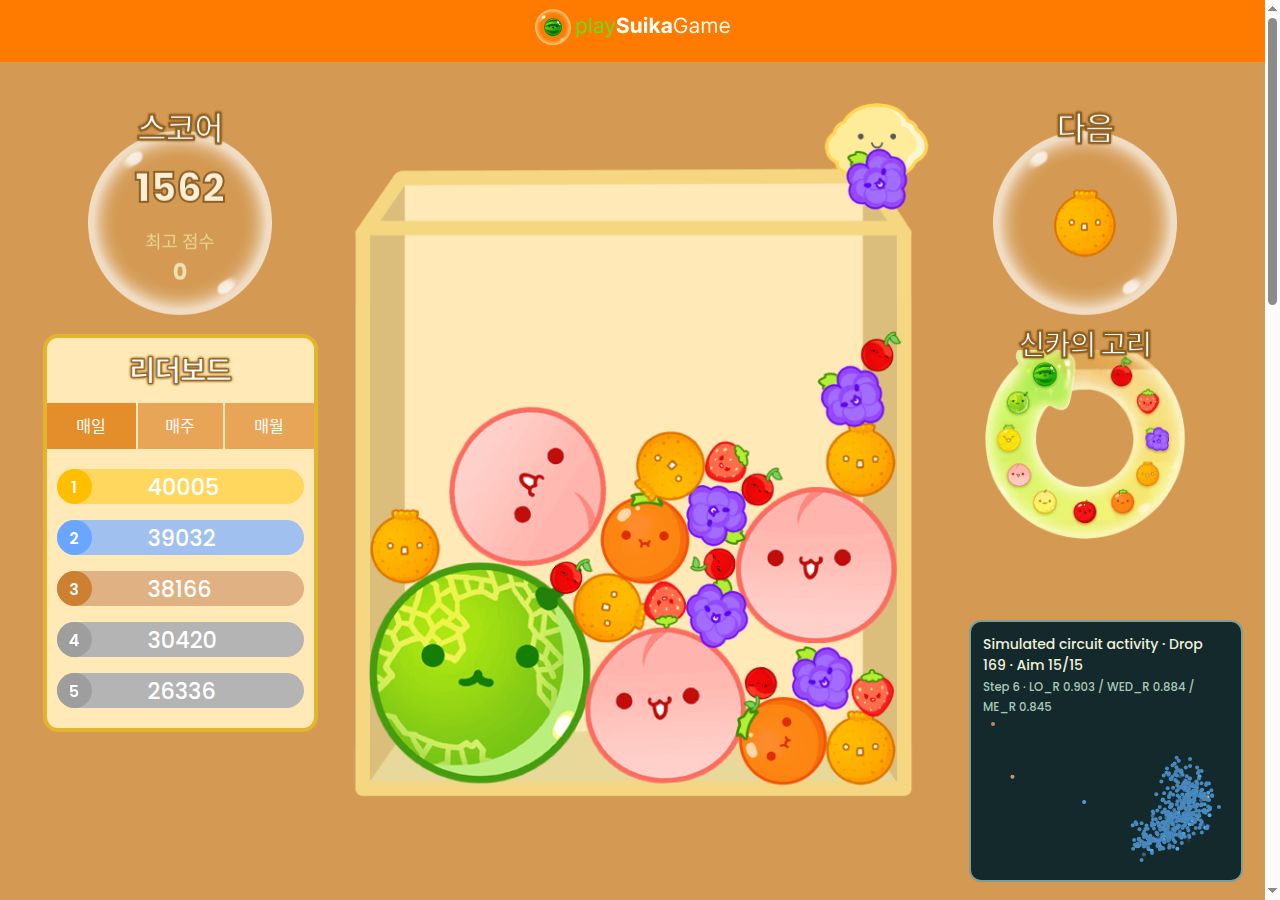 playSuikaGame
스코어
1562
최고 점수
0
다음
신카의 고리
리더보드
매일
매주
매월
1 40005
2 39032
3 38166
4 30420
5 26336
Simulated circuit activity · Drop
169 · Aim 15/15
Step 6 · LO_R 0.903 / WED_R 0.884 /
ME_R 0.845